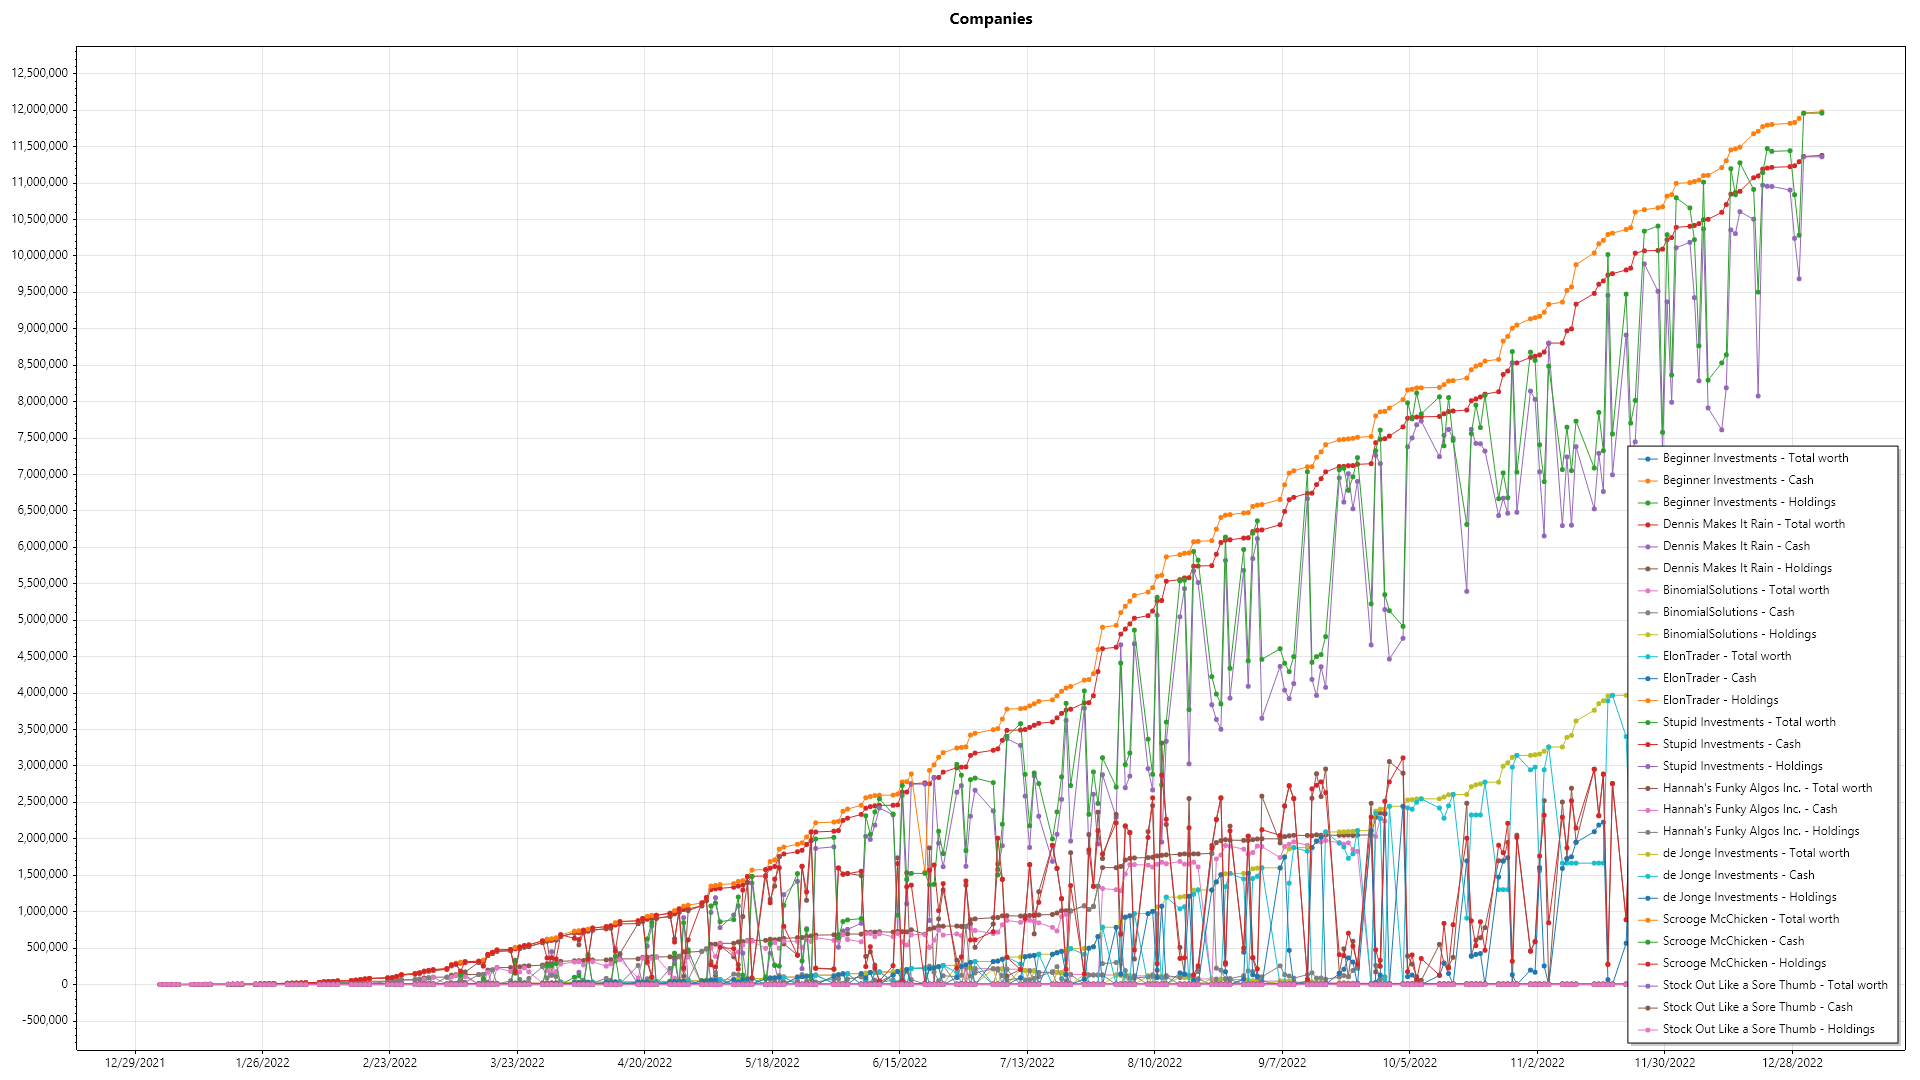 Companies
12,500,000
12,000,000
11,500,000
11,000,000
10,500,000
10,000,000
9,500,000
9,000,000
8,500,000
8,000,000
7,500,000
7,000,000
6,500,000
6,000,000
5,500,000
5,000,000
4,500,000
4,000,000
3,500,000
3,000,000
2,500,000
2,000,000
1,500,000
1,000,000
500,000
0
-500,000
Beginner Investments - Total worth
Beginner Investments - Cash
Beginner Investments - Holdings
Dennis Makes It Rain - Total worth
Dennis Makes It Rain - Cash
Dennis Makes It Rain - Holdings
BinomialSolutions - Total worth
BinomialSolutions - Cash
BinomialSolutions - Holdings
ElonTrader - Total worth
ElonTrader - Cash
ElonTrader - Holdings
Stupid Investments - Total worth
Stupid Investments - Cash
Stupid Investments - Holdings
Hannah's Funky Algos Inc. - Total worth
Hannah's Funky Algos Inc. - Cash
Hannah's Funky Algos Inc. - Holdings
de Jonge Investments - Total worth
de Jonge Investments - Cash
de Jonge Investments - Holdings
Scrooge McChicken - Total worth
Scrooge McChicken - Cash
Scrooge McChicken - Holdings
Stock Out Like a Sore Thumb - Total worth
Stock Out Like a Sore Thumb - Cash
Stock Out Like a Sore Thumb - Holdings
12/29/2021 1/26/2022 2/23/2022 3/23/2022 4/20/2022 5/18/2022 6/15/2022 7/13/2022 8/10/2022 9/7/2022 10/5/2022 11/2/2022 11/30/2022 12/28/2022